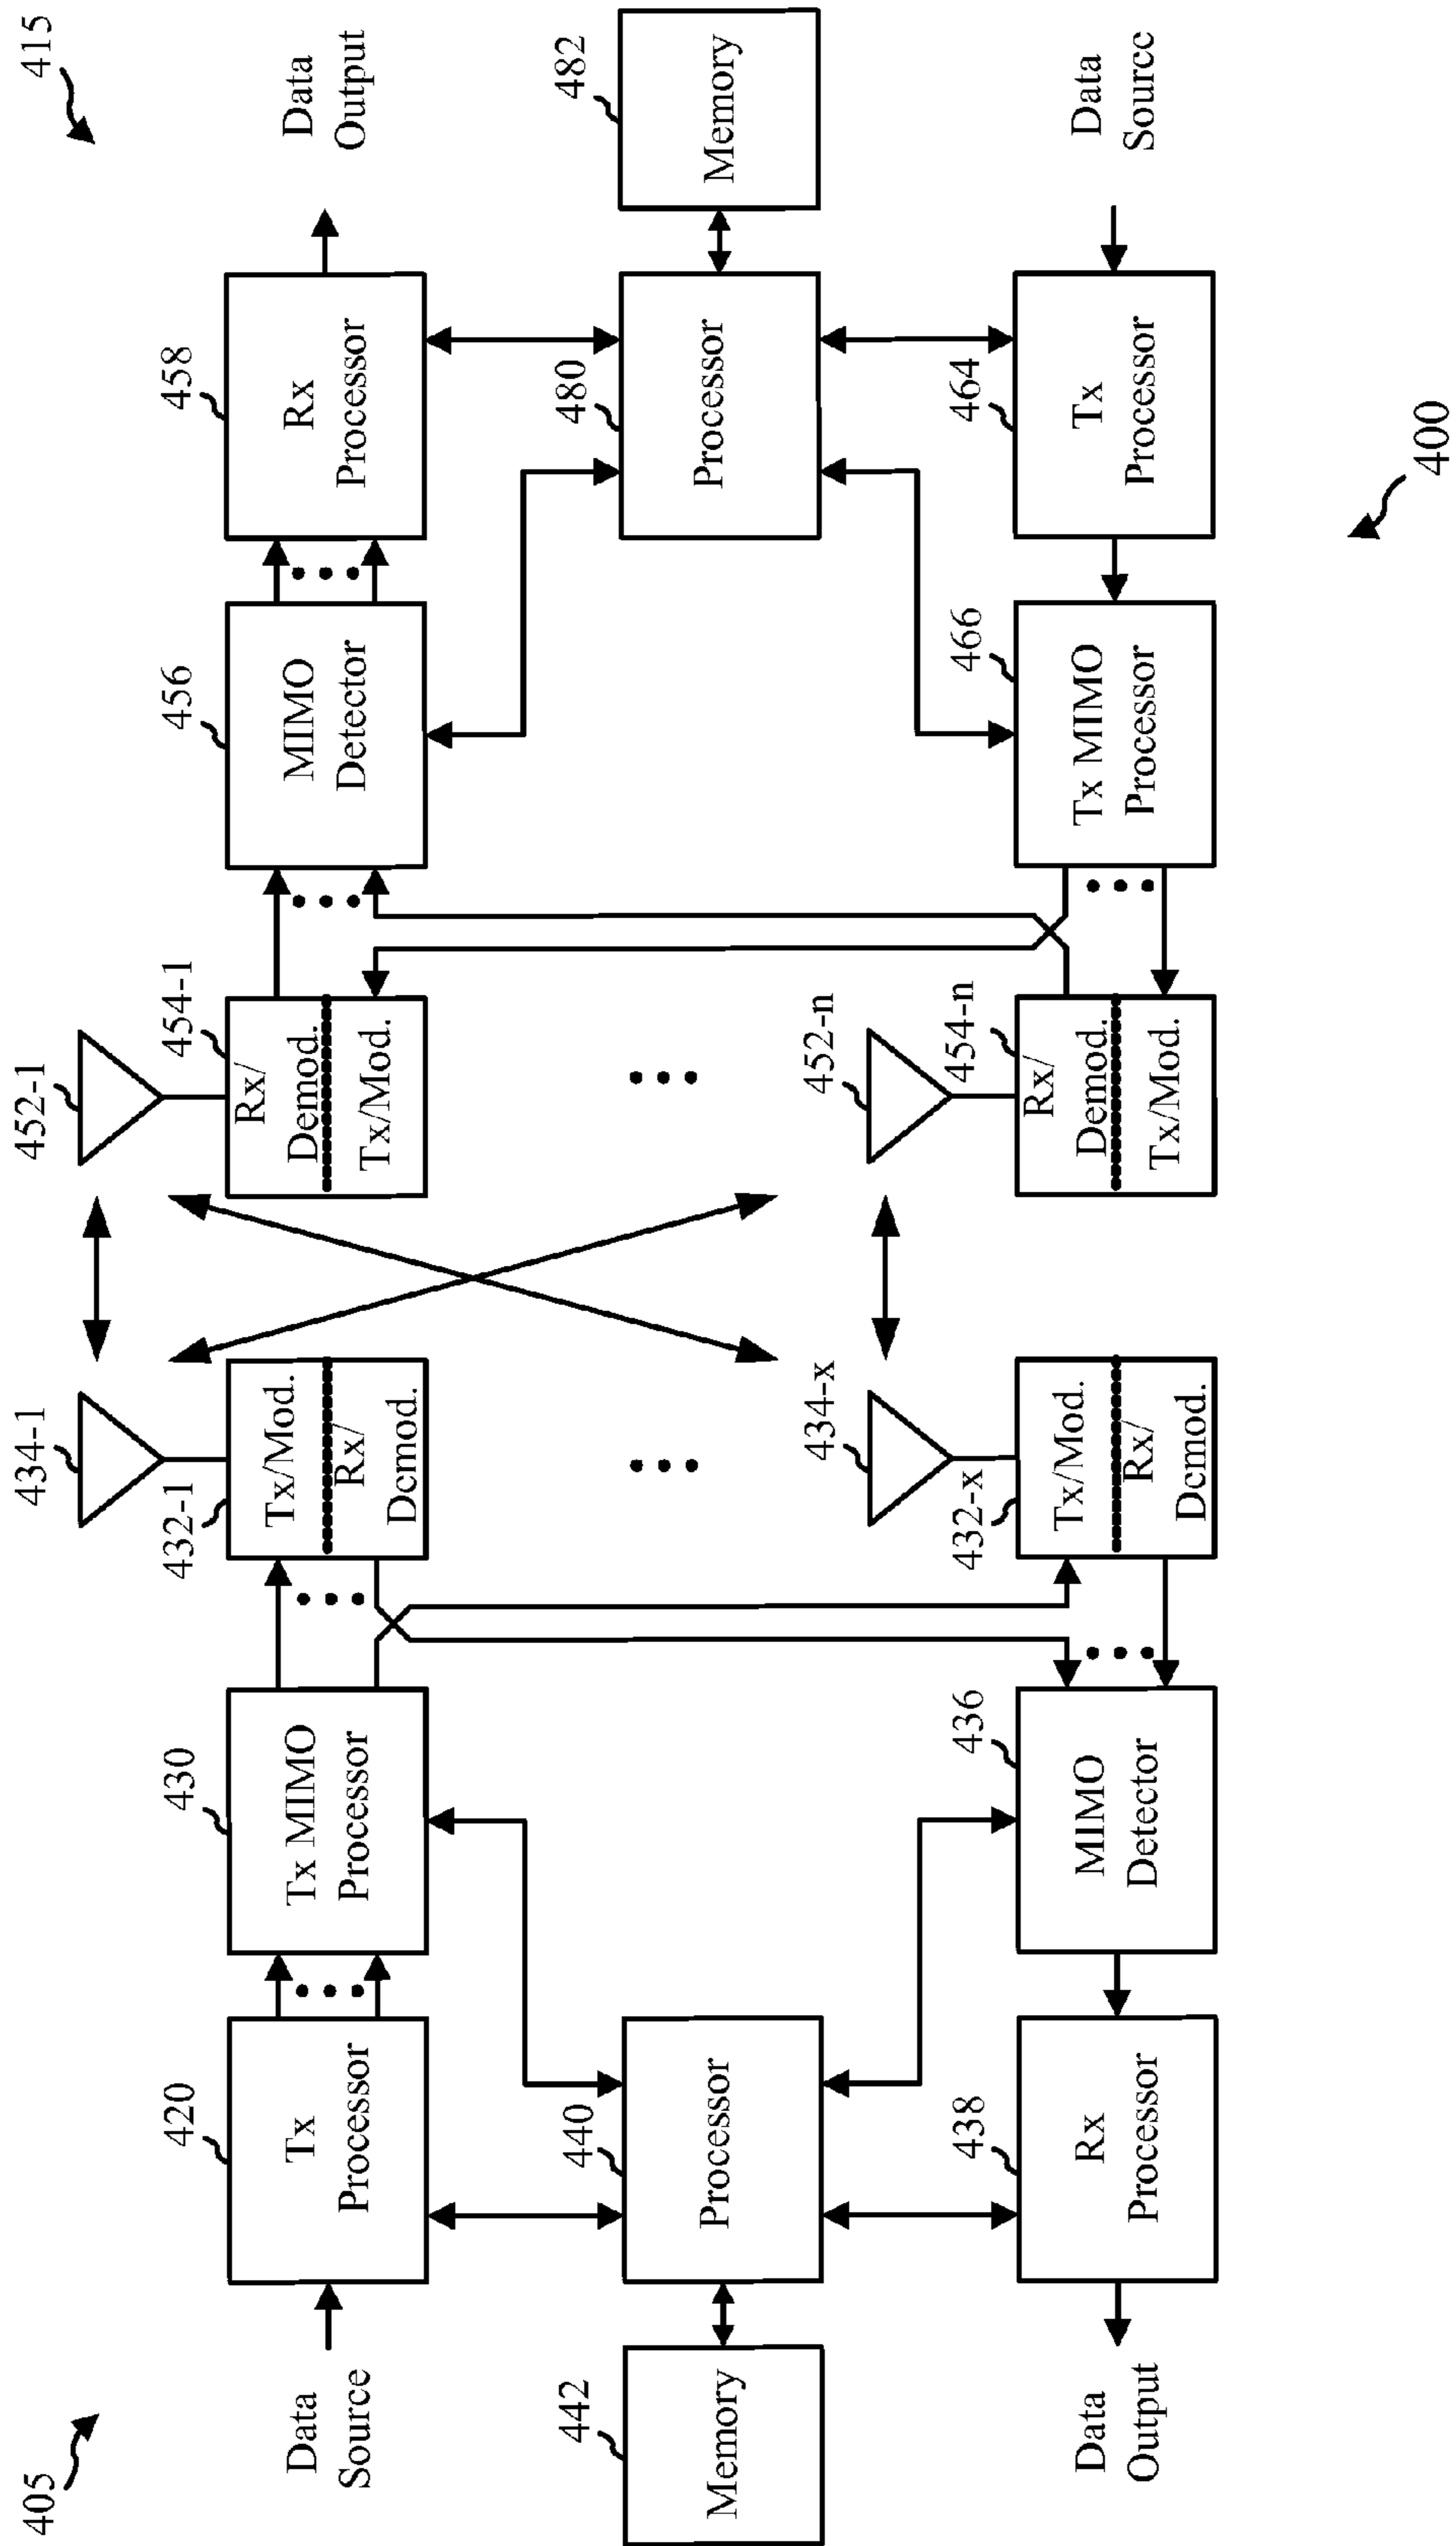 405
415
Data
Source
420
Tx
Processor
430
Tx MIMO
Processor
432-1
Tx/Mod.
Rx/
Demod.
434-1
452-1
454-1
Rx/
Demod.
Tx/Mod.
456
MIMO
Detector
458
Rx
Processor
Data
Output
442
Memory
440
Processor
480
Processor
482
Memory
Data
Output
438
Rx
Processor
436
MIMO
Detector
432-x
Tx/Mod.
Rx/
Demod.
434-x
452-n
454-n
Rx/
Demod.
Tx/Mod.
466
Tx MIMO
Processor
464
Tx
Processor
Data
Source
400